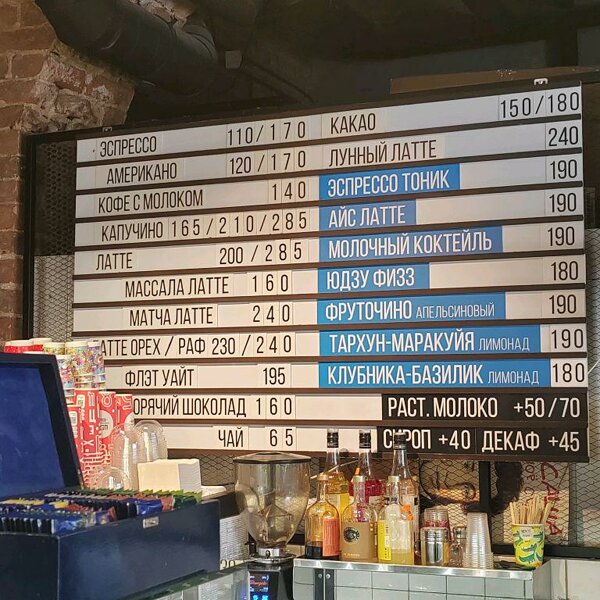 ЭСПРЕССО 110/170
АМЕРИКАНО 120/170
КОФЕ С МОЛОКОМ 140
КАПУЧИНО 165/210/285
ЛАТТЕ 200/285
МАССАЛА ЛАТТЕ 160
МАТЧА ЛАТТЕ 240
АТТЕ ОРЕХ / РАФ 230/240
ФЛЭТ УАЙТ 195
ОРЯЧИЙ ШОКОЛАД 160
ЧАЙ 65
КАКАО 150/180
ЛУННЫЙ ЛАТТЕ 240
ЭСПРЕССО ТОНИК 190
АЙС ЛАТТЕ 190
МОЛОЧНЫЙ КОКТЕЙЛЬ 190
ЮДЗУ ФИЗЗ 180
ФРУТОЧИНО АПЕЛЬСИНОВЫЙ 190
ТАРХУН-МАРАКУЙЯ ЛИМОНАД 190
КЛУБНИКА-БАЗИЛИК ЛИМОНАД 180
РАСТ. МОЛОКО +50/70
СИРОП +40 ДЕКАФ +45